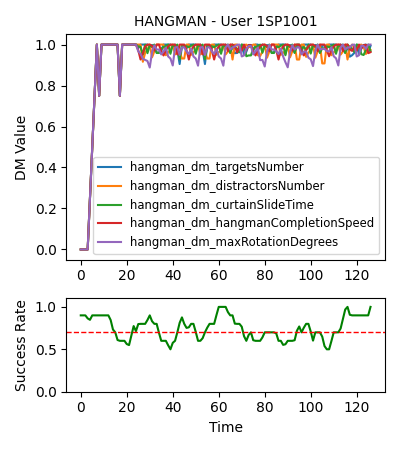 HANGMAN - User 1SP1001
DM Value
1.0
0.8
0.6
0.4
0.2
0.0
hangman_dm_targetsNumber
hangman_dm_distractorsNumber
hangman_dm_curtainSlideTime
hangman_dm_hangmanCompletionSpeed
hangman_dm_maxRotationDegrees
0 20 40 60 80 100 120
Success Rate
1.0
0.5
0.0
0 20 40 60 80 100 120
Time